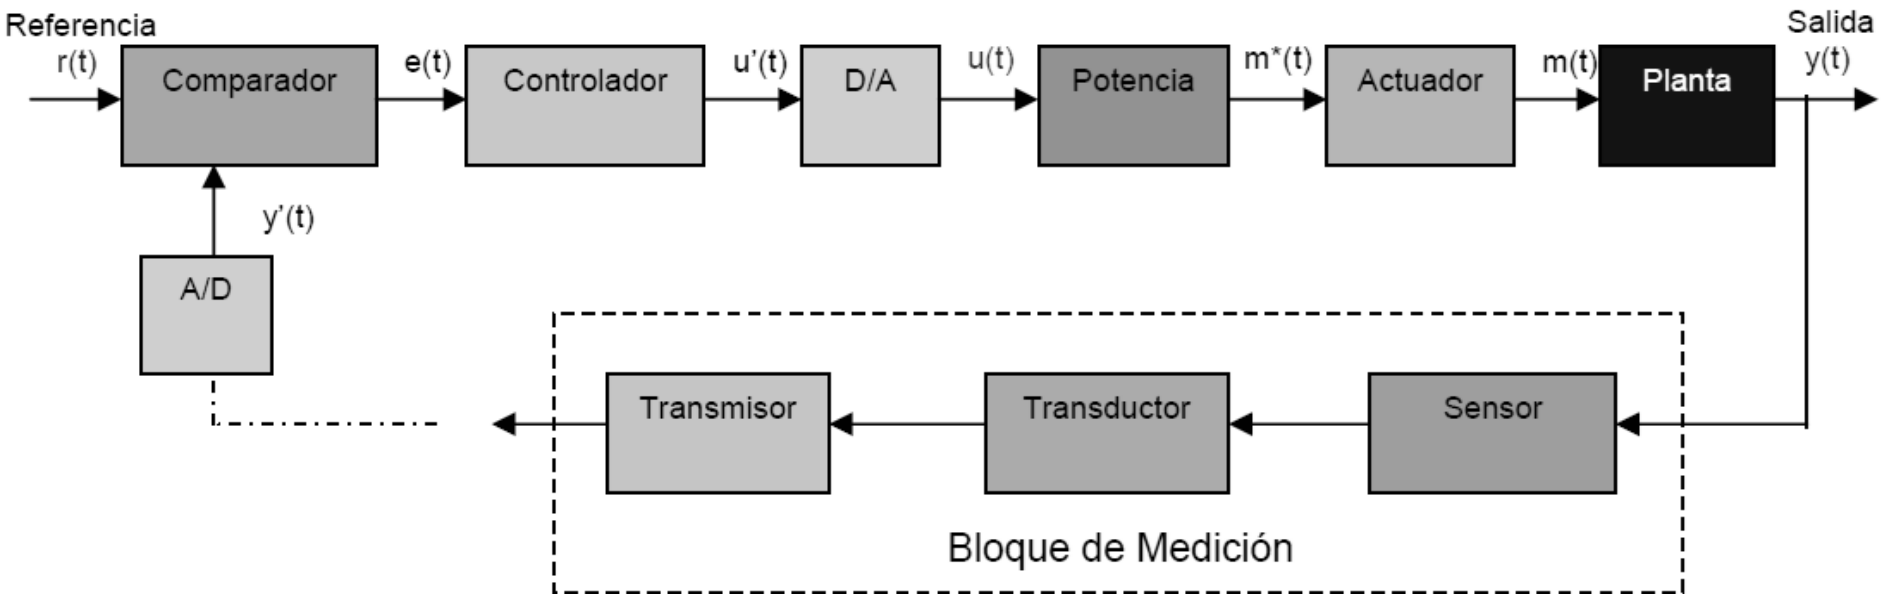 Referencia
r(t)
Comparador
e(t)
Controlador
u'(t)
D/A
u(t)
Potencia
m*(t)
Actuador
m(t)
Planta
Salida
y(t)
y'(t)
A/D
Transmisor
Transductor
Sensor
Bloque de Medición